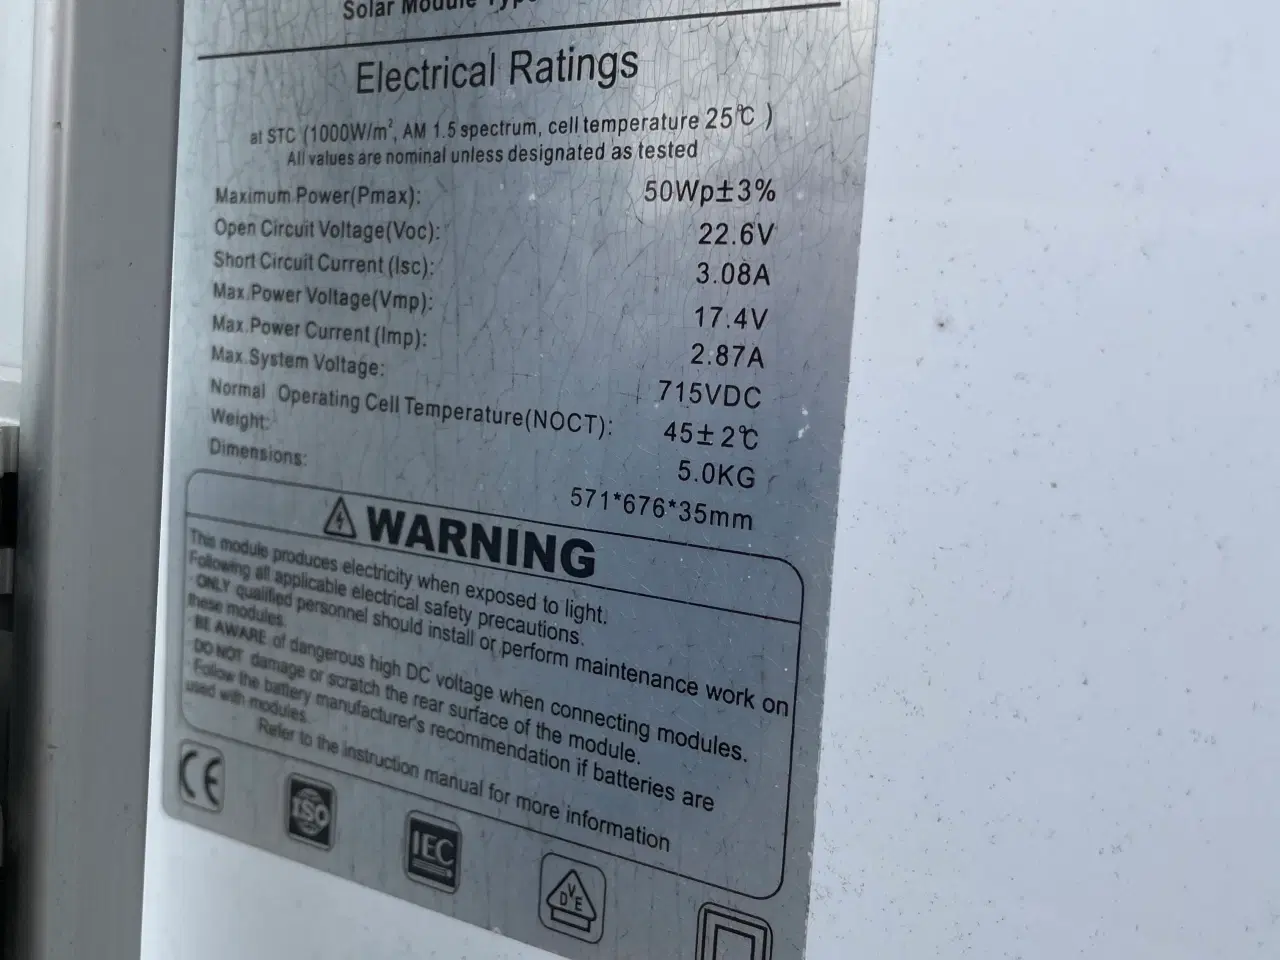 Solar Module Type
Electrical Ratings
at STC (1000W/m², AM 1.5 spectrum, cell temperature 25℃ )
All values are nominal unless designated as tested
Maximum Power(Pmax): 50Wp±3%
Open Circuit Voltage(Voc): 22.6V
Short Circuit Current (Isc): 3.08A
Max.Power Voltage(Vmp): 17.4V
Max.Power Current (Imp): 2.87A
Max.System Voltage: 715VDC
Normal Operating Cell Temperature(NOCT): 45±2℃
Weight: 5.0KG
Dimensions: 571*676*35mm
WARNING
This module produces electricity when exposed to light.
Following all applicable electrical safety precautions.
· ONLY qualified personnel should install or perform maintenance work on
these modules.
· BE AWARE of dangerous high DC voltage when connecting modules.
· DO NOT damage or scratch the rear surface of the module.
· Follow the battery manufacturer's recommendation if batteries are
used with modules.
Refer to the instruction manual for more information
CE
ISO
IEC
DVE